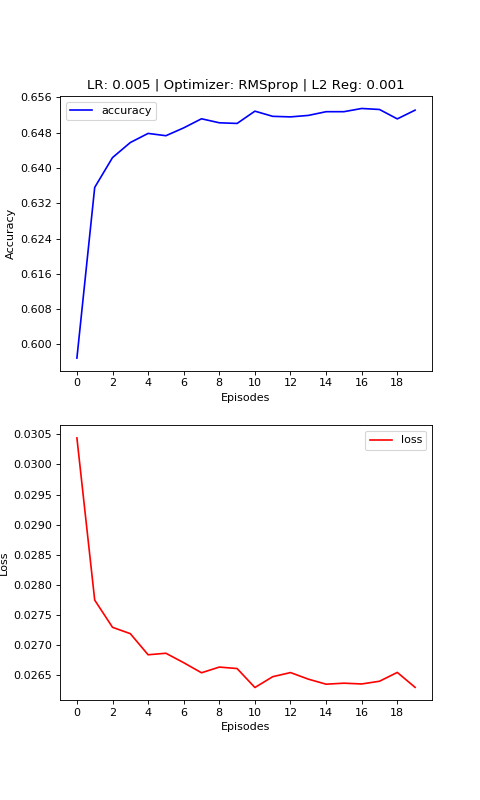 LR: 0.005 | Optimizer: RMSprop | L2 Reg: 0.001
accuracy
0.656
0.648
0.640
0.632
0.624
0.616
0.608
0.600
Accuracy
0 2 4 6 8 10 12 14 16 18
Episodes
loss
0.0305
0.0300
0.0295
0.0290
0.0285
0.0280
0.0275
0.0270
0.0265
Loss
0 2 4 6 8 10 12 14 16 18
Episodes